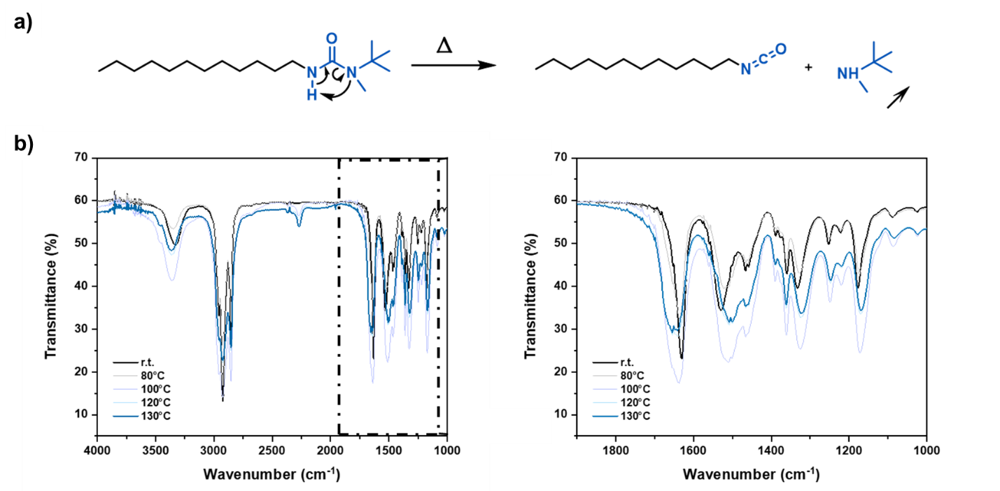 a)
O
Δ
N
N
H
N
C
O
+
NH
b)
70
60
50
40
30
20
10
Transmittance (%)
r.t.
80°C
100°C
120°C
130°C
4000 3500 3000 2500 2000 1500 1000
Wavenumber (cm-1)
70
60
50
40
30
20
10
Transmittance (%)
r.t.
80°C
100°C
120°C
130°C
1800 1600 1400 1200 1000
Wavenumber (cm-1)